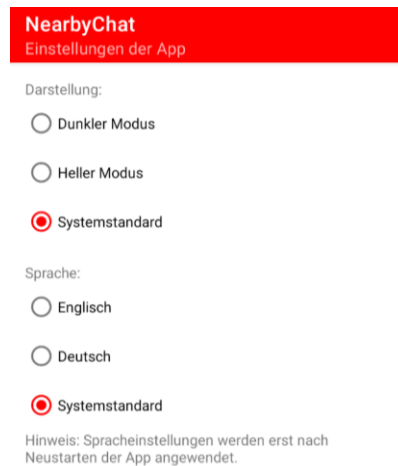 NearbyChat
Einstellungen der App
Darstellung:
Dunkler Modus
Heller Modus
Systemstandard
Sprache:
Englisch
Deutsch
Systemstandard
Hinweis: Spracheinstellungen werden erst nach
Neustarten der App angewendet.